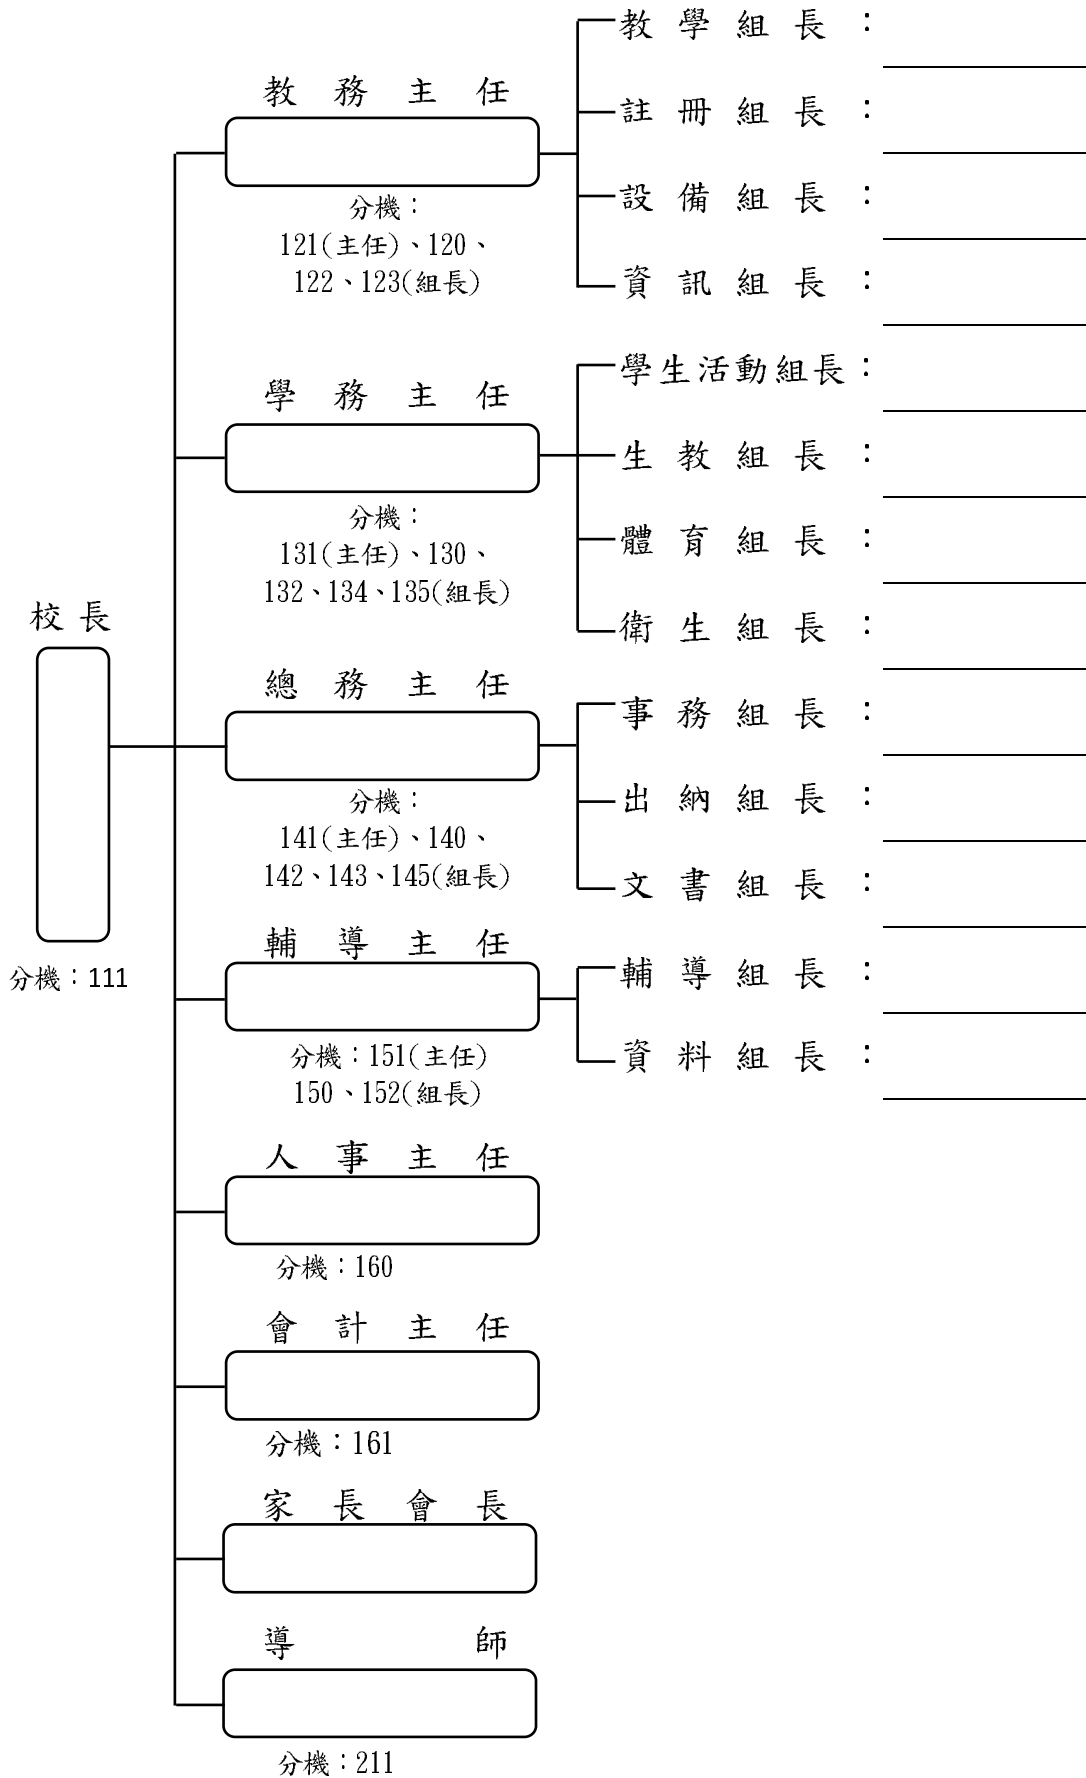 校長
分機：111
教務主任
分機：
121(主任)、120、
122、123(組長)
教學組長：
註冊組長：
設備組長：
資訊組長：
學務主任
分機：
131(主任)、130、
132、134、135(組長)
學生活動組長：
生教組長：
體育組長：
衛生組長：
總務主任
分機：
141(主任)、140、
142、143、145(組長)
事務組長：
出納組長：
文書組長：
輔導主任
分機：151(主任)
150、152(組長)
輔導組長：
資料組長：
人事主任
分機：160
會計主任
分機：161
家長會長
導師
分機：211